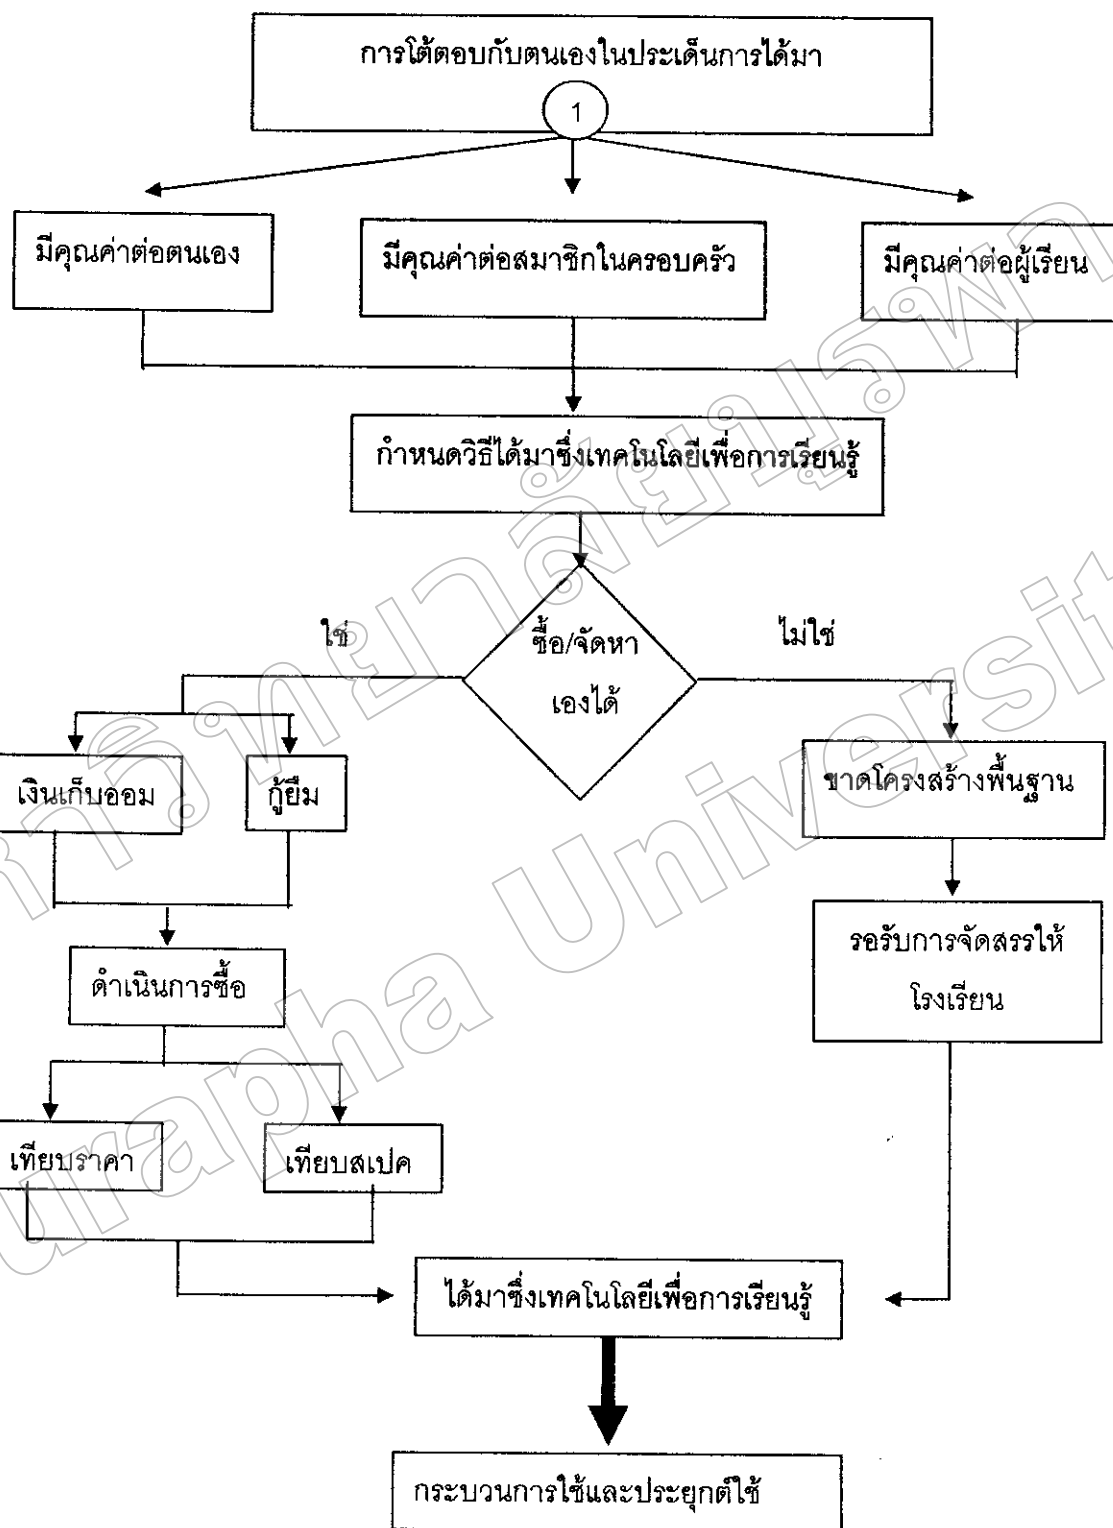 การโต้ตอบกับตนเองในประเด็นการได้มา
1
มีคุณค่าต่อตนเอง
มีคุณค่าต่อสมาชิกในครอบครัว
มีคุณค่าต่อผู้เรียน
กำหนดวิธีได้มาซึ่งเทคโนโลยีเพื่อการเรียนรู้
ใช่
ซื้อ/จัดหา
เองได้
ไม่ใช่
เงินเก็บออม
กู้ยืม
ขาดโครงสร้างพื้นฐาน
รอรับการจัดสรรให้
โรงเรียน
ดำเนินการซื้อ
เทียบราคา
เทียบสเปค
ได้มาซึ่งเทคโนโลยีเพื่อการเรียนรู้
กระบวนการใช้และประยุกต์ใช้
าวิทยาลัยบูรพา
urapha Universit